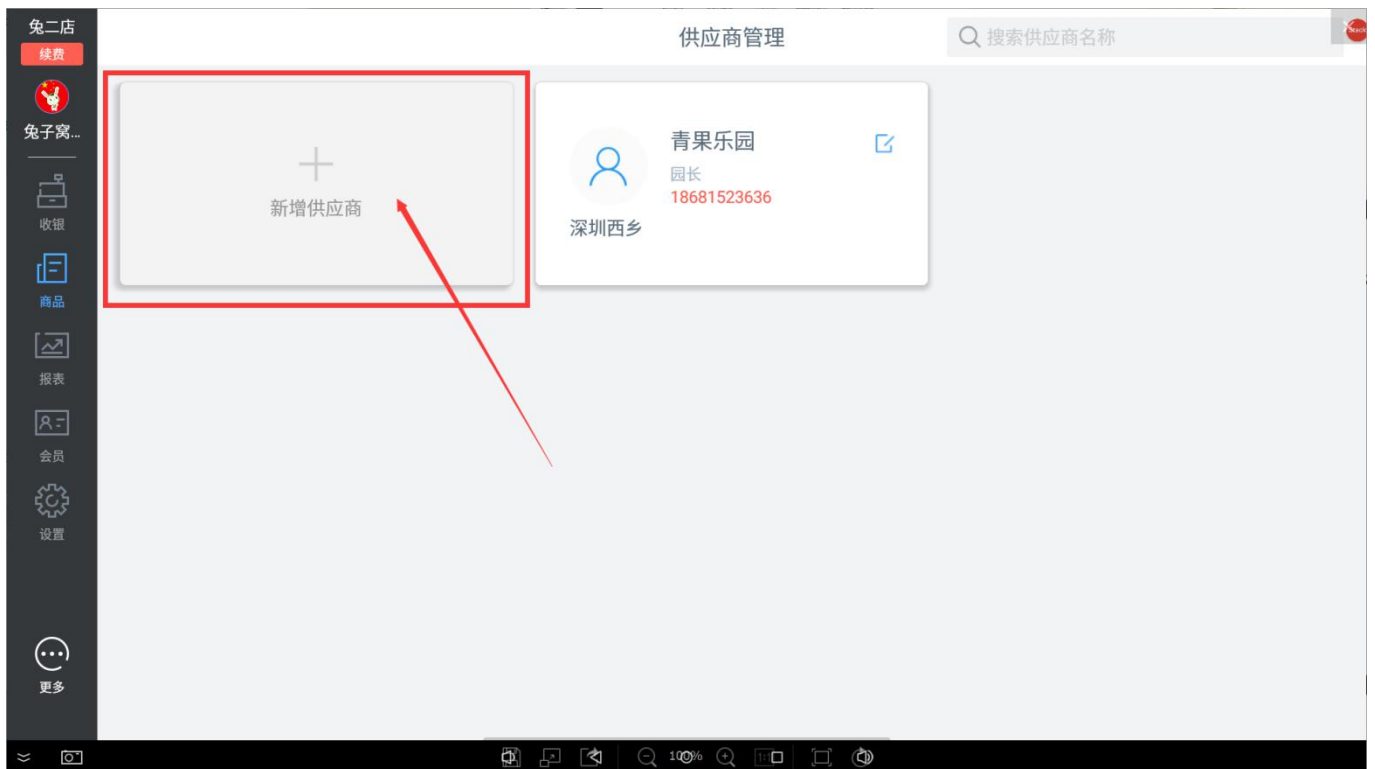 兔二店
续费
兔子窝...
收银
商品
报表
会员
设置
更多
供应商管理
搜索供应商名称
新增供应商
青果乐园
园长
18681523636
深圳西乡
100%